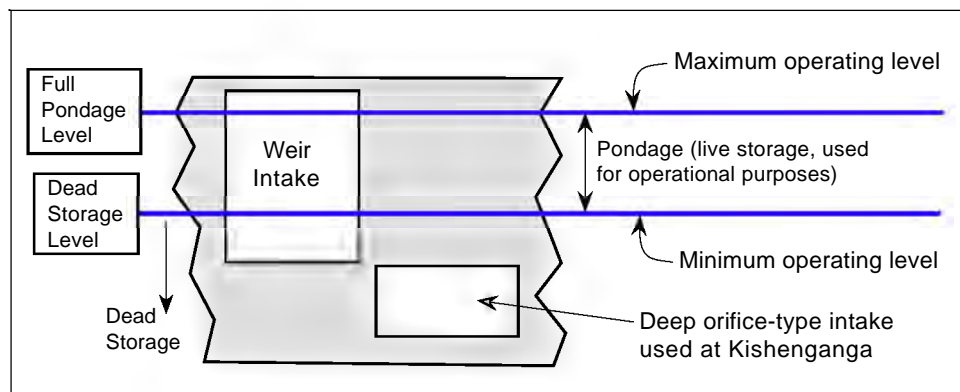 Full
Pondage
Level
Maximum operating level
Weir
Intake
Pondage (live storage, used
for operational purposes)
Dead
Storage
Level
Minimum operating level
Dead
Storage
Deep orifice-type intake
used at Kishenganga